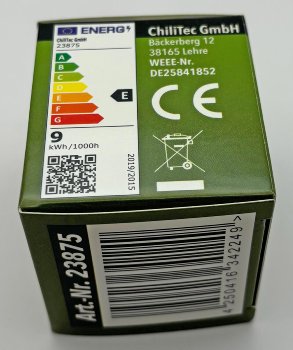 ENERG
ChiliTec GmbH
23875
A
B
C
D
E
F
G
E
9
kWh/1000h
2019/2015
ChiliTec GmbH
Bäckerberg 12
38165 Lehre
WEEE-Nr.
DE25841852
CE
Art.-Nr. 23875
4 250416 342249 >